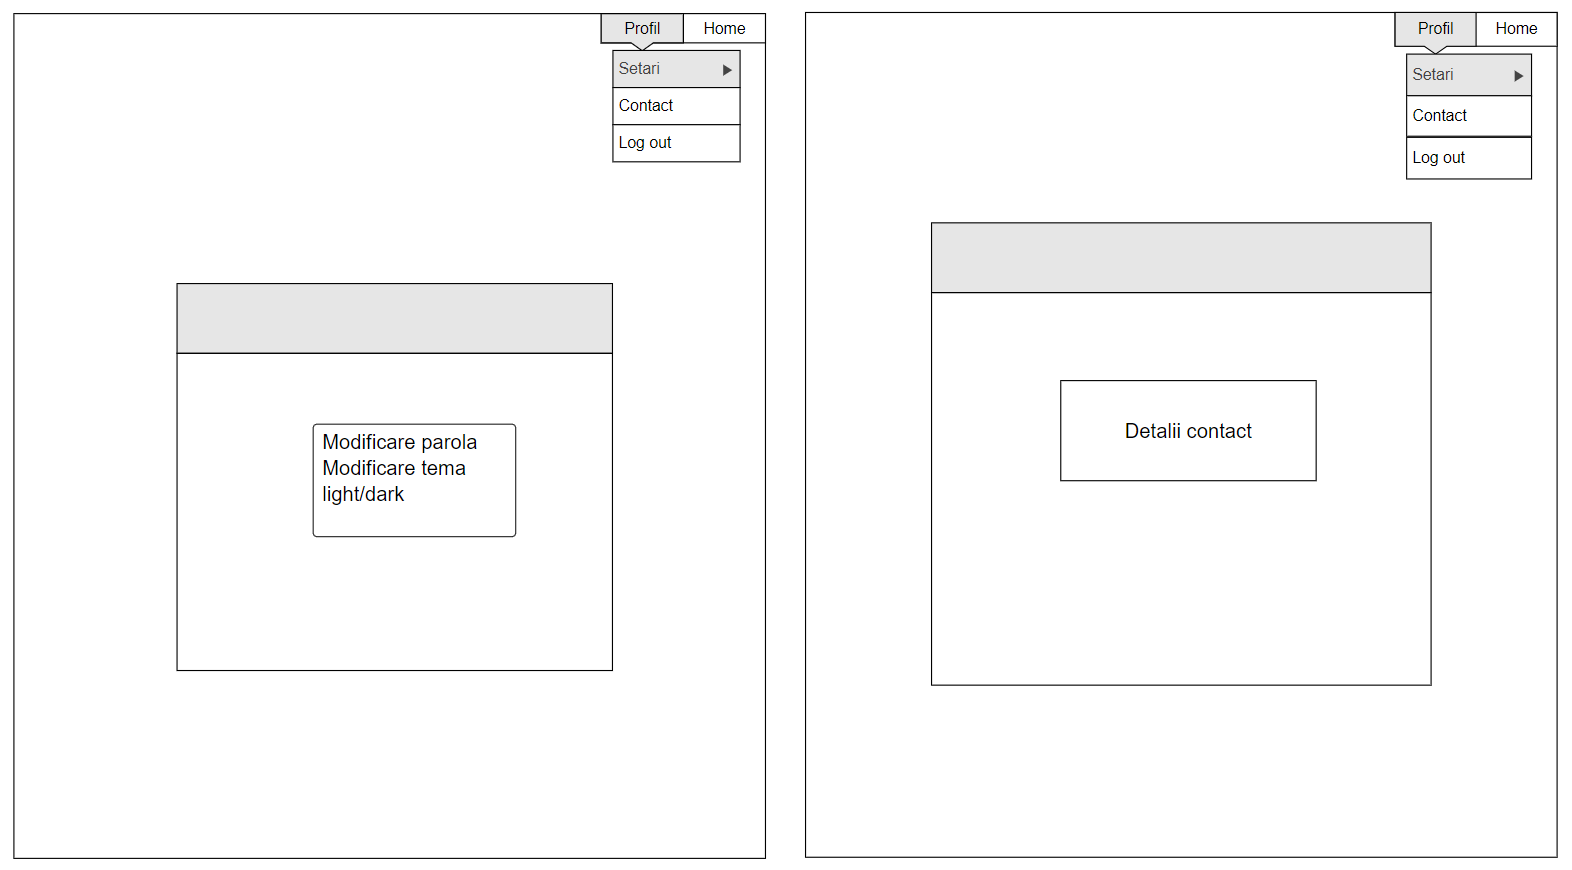 Profil
Home
Setari
Contact
Log out
Modificare parola
Modificare tema
light/dark
Profil
Home
Setari
Contact
Log out
Detalii contact